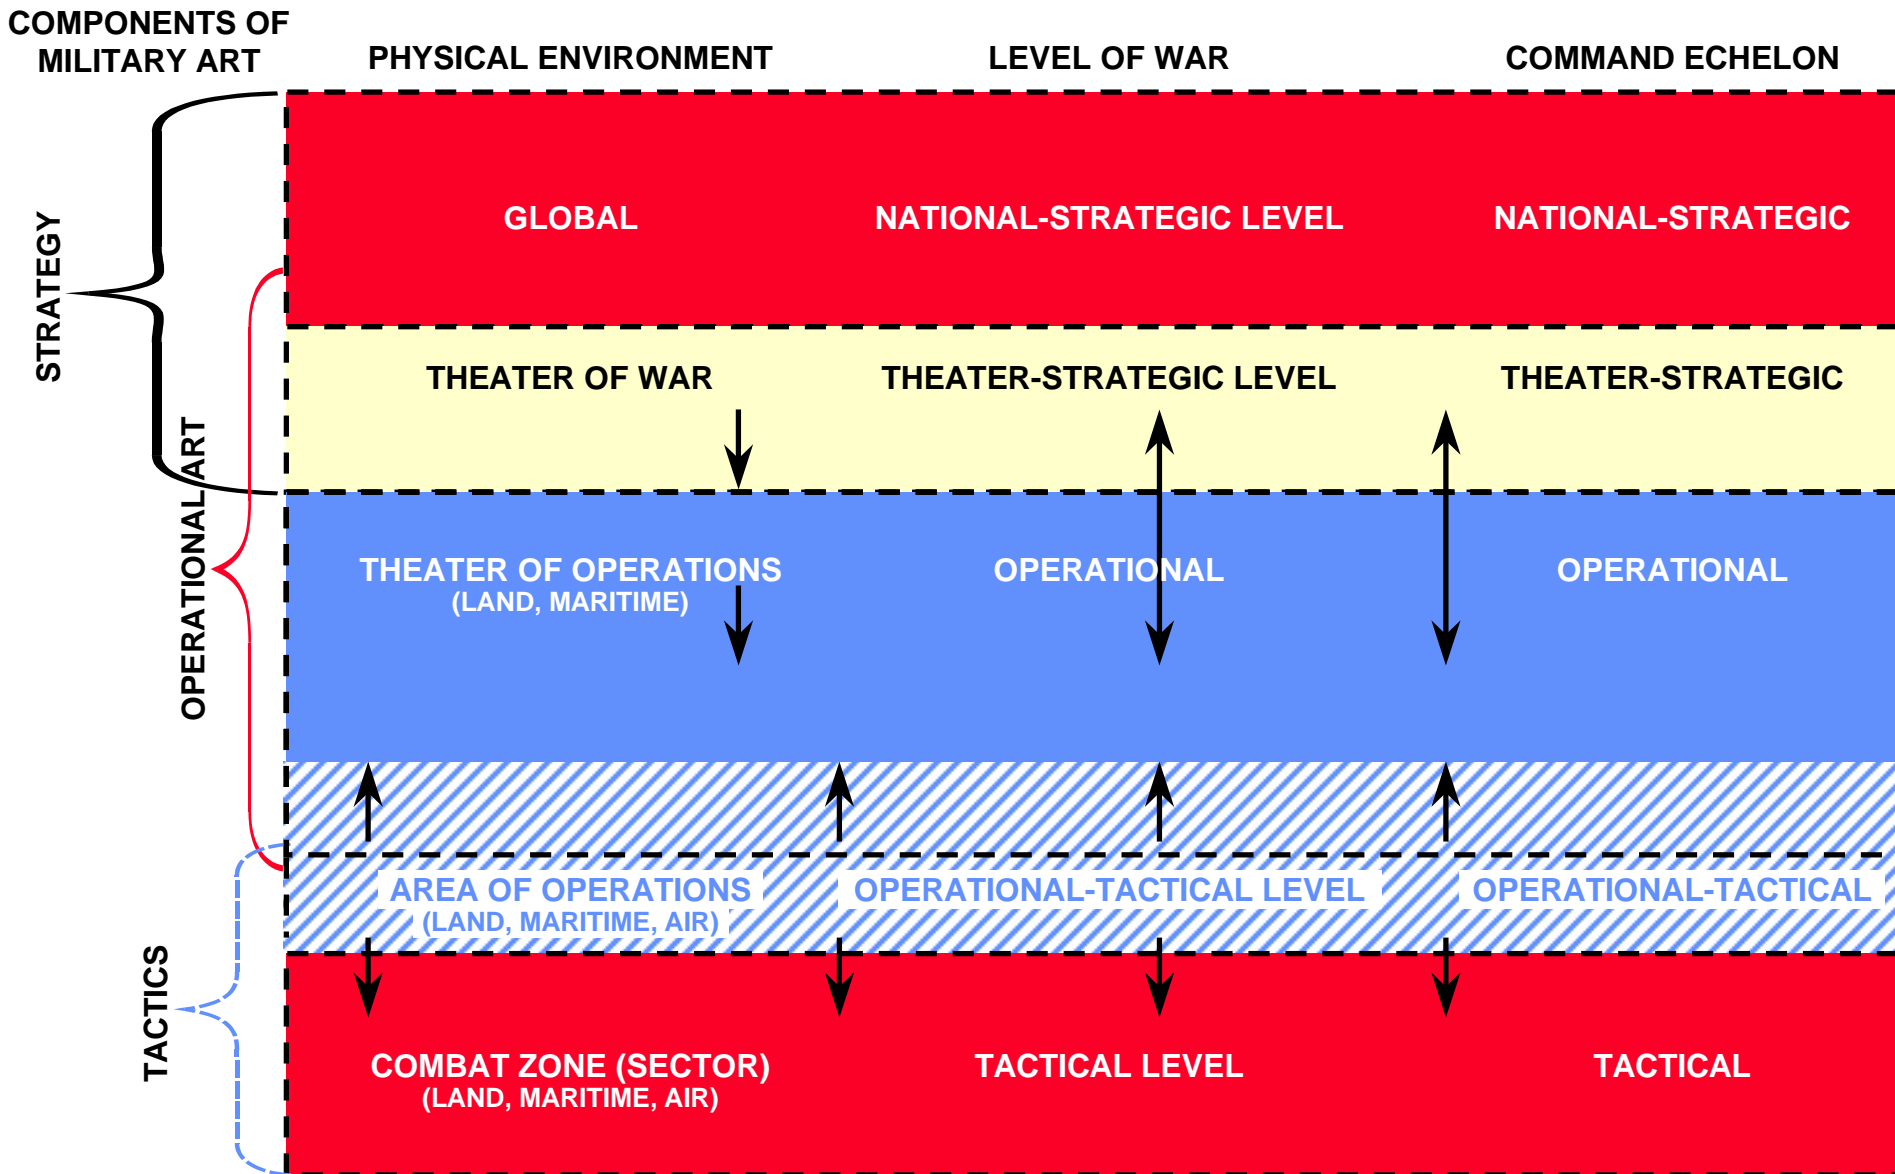 COMPONENTS OF
MILITARY ART
PHYSICAL ENVIRONMENT
LEVEL OF WAR
COMMAND ECHELON
STRATEGY
GLOBAL
NATIONAL-STRATEGIC LEVEL
NATIONAL-STRATEGIC
THEATER OF WAR
THEATER-STRATEGIC LEVEL
THEATER-STRATEGIC
OPERATIONAL ART
THEATER OF OPERATIONS
(LAND, MARITIME)
OPERATIONAL
OPERATIONAL
AREA OF OPERATIONS
(LAND, MARITIME, AIR)
OPERATIONAL-TACTICAL LEVEL
OPERATIONAL-TACTICAL
TACTICS
COMBAT ZONE (SECTOR)
(LAND, MARITIME, AIR)
TACTICAL LEVEL
TACTICAL